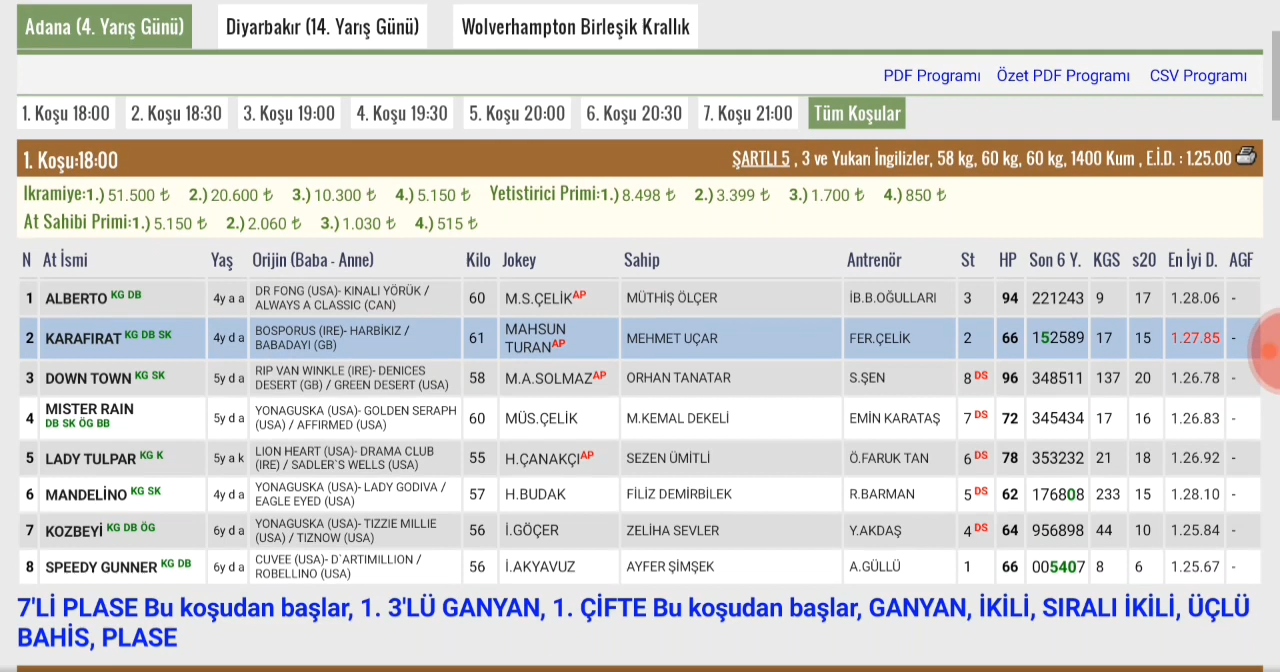 Adana (4. Yarış Günü) Diyarbakır (14. Yarış Günü) Wolverhampton Birleşik Krallık
PDF Programı Özet PDF Programı CSV Programı
1. Koşu 18:00 2. Koşu 18:30 3. Koşu 19:00 4. Koşu 19:30 5. Koşu 20:00 6. Koşu 20:30 7. Koşu 21:00 Tüm Koşular
1. Koşu:18:00 ŞARTLI 5 , 3 ve Yukarı İngilizler, 58 kg, 60 kg, 60 kg, 1400 Kum , E.İ.D. : 1.25.00
Ikramiye:1.) 51.500 ₺ 2.) 20.600 ₺ 3.) 10.300 ₺ 4.) 5.150 ₺ Yetistirici Primi:1.) 8.498 ₺ 2.) 3.399 ₺ 3.) 1.700 ₺ 4.) 850 ₺
At Sahibi Primi:1.) 5.150 ₺ 2.) 2.060 ₺ 3.) 1.030 ₺ 4.) 515 ₺
N At İsmi Yaş Orijin (Baba - Anne) Kilo Jokey Sahip Antrenör St HP Son 6 Y. KGS s20 En İyi D. AGF
1 ALBERTO KG DB 4y a a DR FONG (USA)- KINALI YÖRÜK / ALWAYS A CLASSIC (CAN) 60 M.S.ÇELİK AP MÜTHİŞ ÖLÇER İB.B.OĞULLARI 3 94 221243 9 17 1.28.06 -
2 KARAFIRAT KG DB SK 4y d a BOSPORUS (IRE)- HARBİKIZ / BABADAYI (GB) 61 MAHSUN TURAN AP MEHMET UÇAR FER.ÇELİK 2 66 152589 17 15 1.27.85 -
3 DOWN TOWN KG SK 5y d a RIP VAN WINKLE (IRE)- DENICES DESERT (GB) / GREEN DESERT (USA) 58 M.A.SOLMAZ AP ORHAN TANATAR S.ŞEN 8 DS 96 348511 137 20 1.26.78 -
4 MISTER RAIN DB SK ÖG BB 5y d a YONAGUSKA (USA)- GOLDEN SERAPH (USA) / AFFIRMED (USA) 60 MÜS.ÇELİK M.KEMAL DEKELİ EMİN KARATAŞ 7 DS 72 345434 17 16 1.26.83 -
5 LADY TULPAR KG K 5y a k LION HEART (USA)- DRAMA CLUB (IRE) / SADLER`S WELLS (USA) 55 H.ÇANAKÇI AP SEZEN ÜMİTLİ Ö.FARUK TAN 6 DS 78 353232 21 18 1.26.92 -
6 MANDELİNO KG SK 4y d a YONAGUSKA (USA)- LADY GODIVA / EAGLE EYED (USA) 57 H.BUDAK FİLİZ DEMİRBİLEK R.BARMAN 5 DS 62 176808 233 15 1.28.10 -
7 KOZBEYİ KG DB ÖG 6y d a YONAGUSKA (USA)- TIZZIE MILLIE (USA) / TIZNOW (USA) 56 İ.GÖÇER ZELİHA SEVLER Y.AKDAŞ 4 DS 64 956898 44 10 1.25.84 -
8 SPEEDY GUNNER KG DB 6y d a CUVEE (USA)- D`ARTIMILLION / ROBELLINO (USA) 56 İ.AKYAVUZ AYFER ŞİMŞEK A.GÜLLÜ 1 66 005407 8 6 1.25.67 -
7'Lİ PLASE Bu koşudan başlar, 1. 3'LÜ GANYAN, 1. ÇİFTE Bu koşudan başlar, GANYAN, İKİLİ, SIRALI İKİLİ, ÜÇLÜ
BAHİS, PLASE